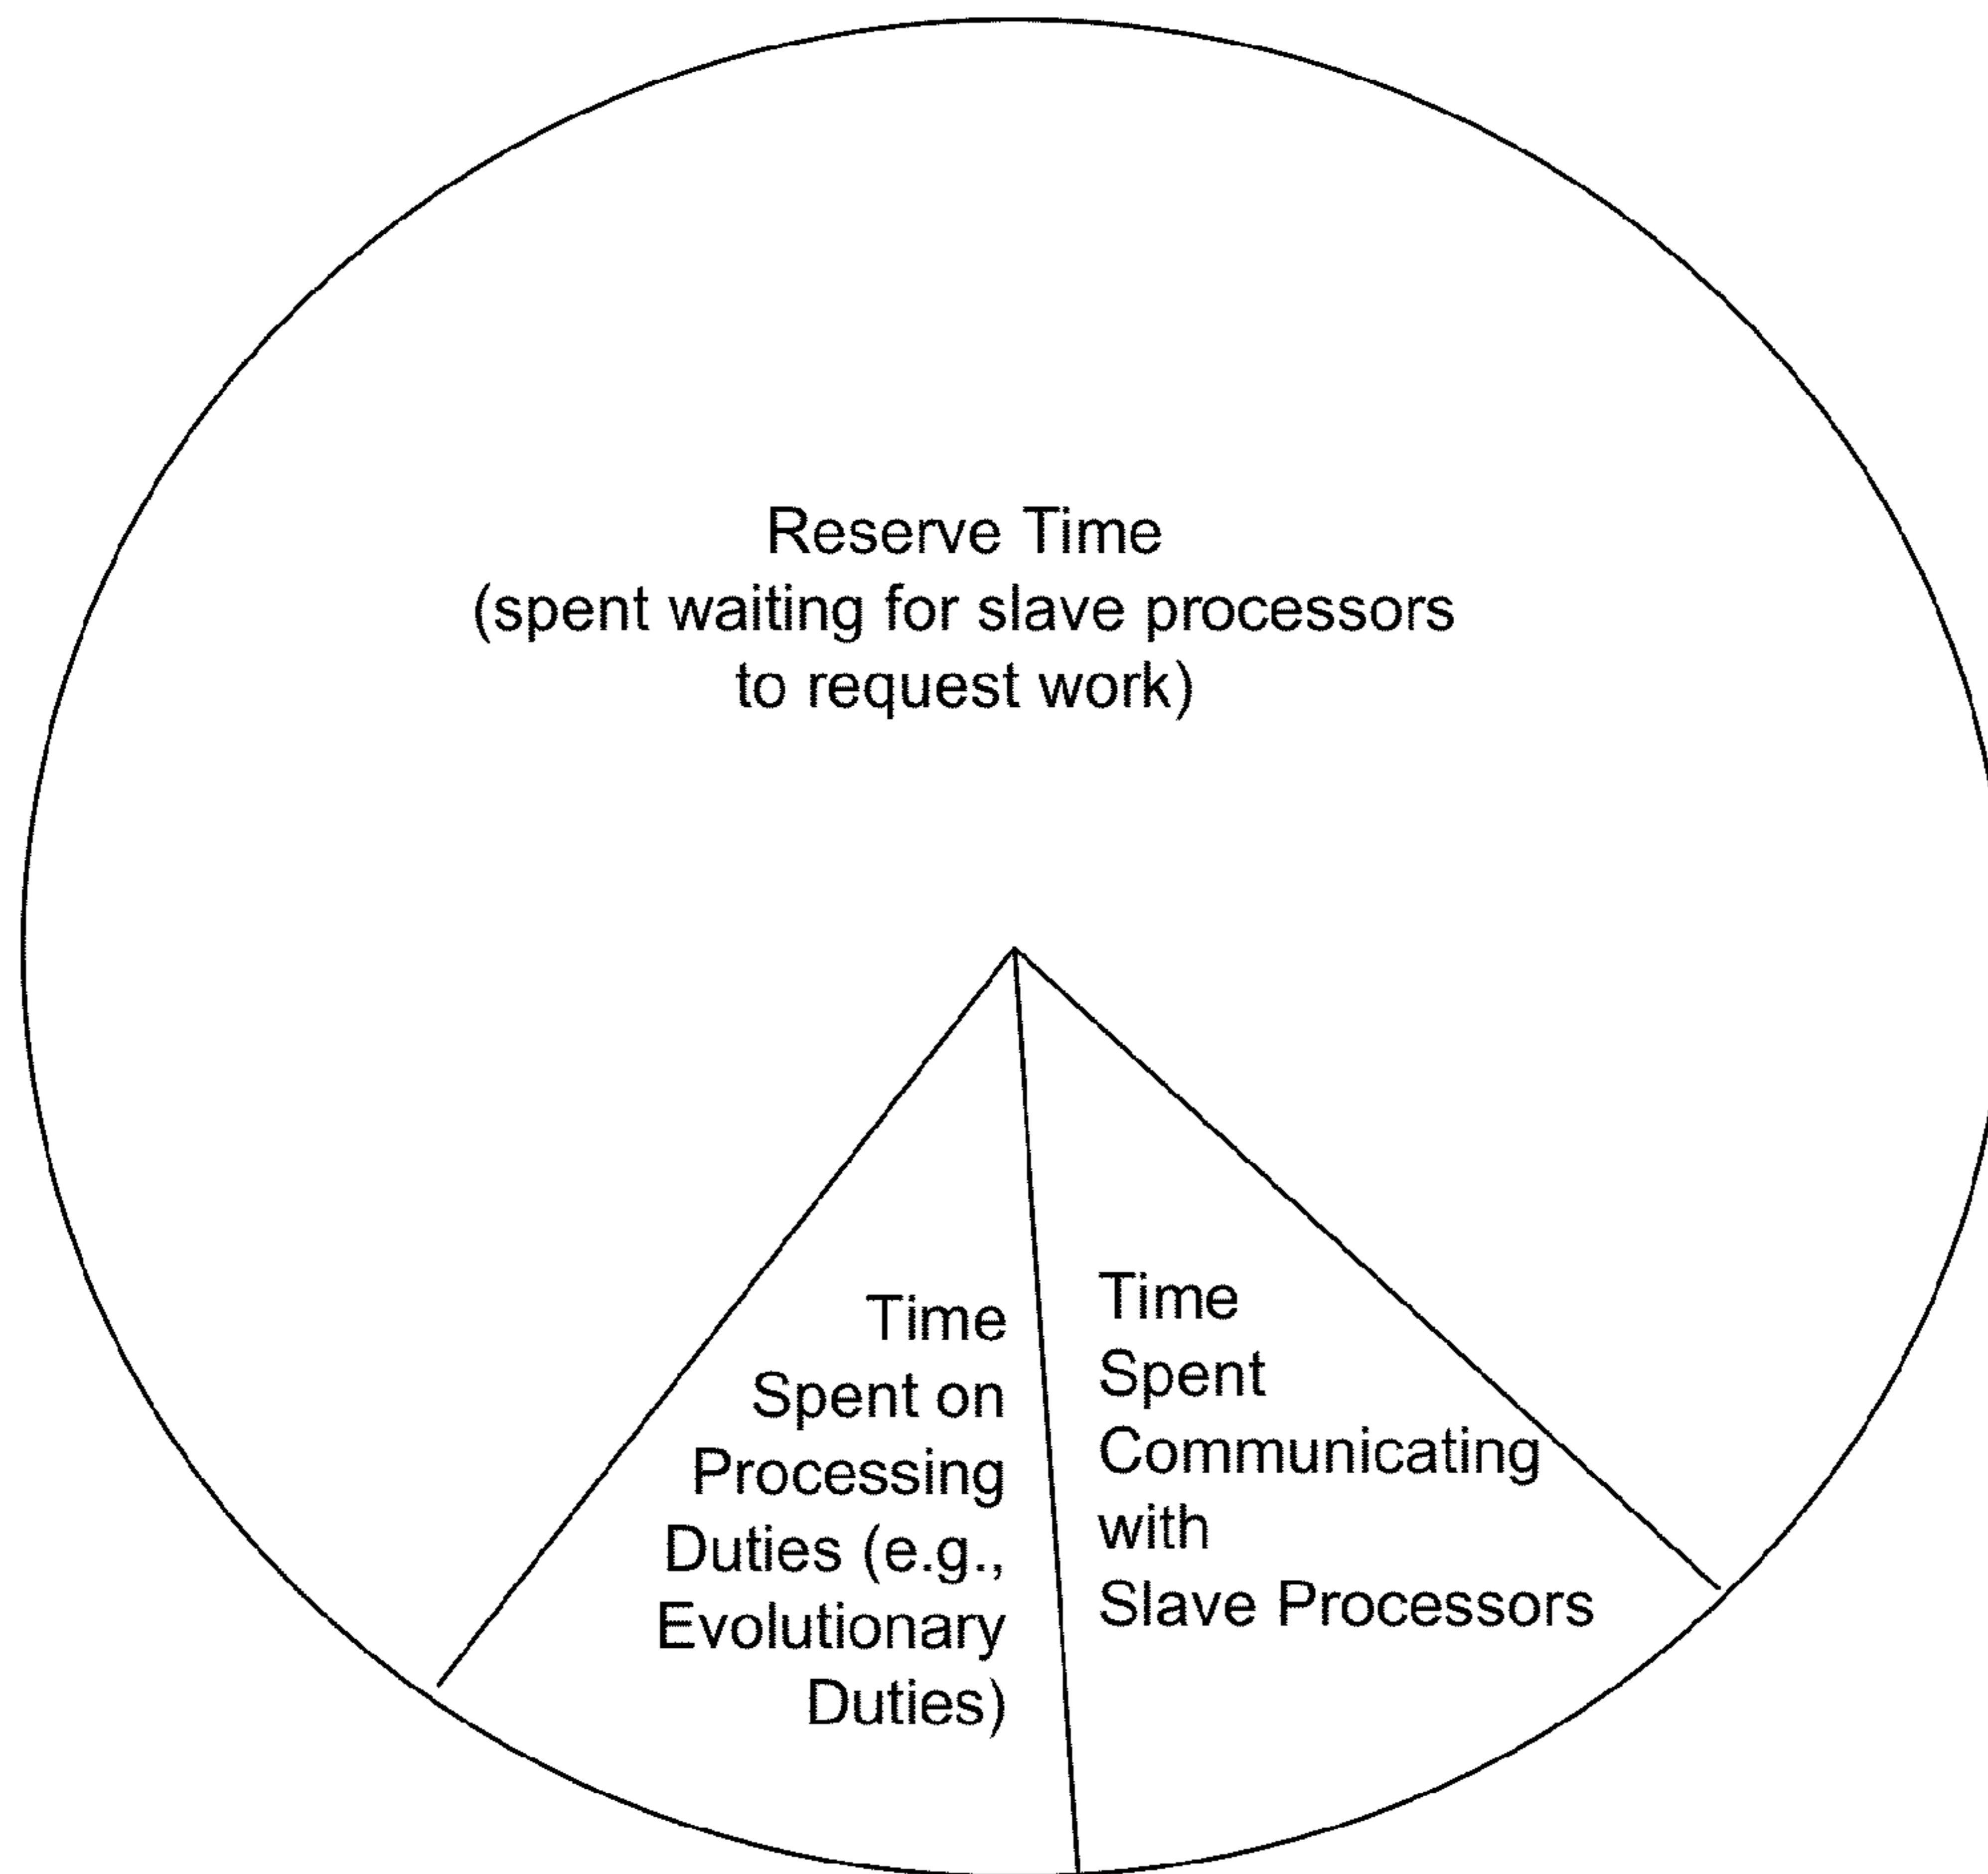 Reserve Time
(spent waiting for slave processors
to request work)
Time
Spent on
Processing
Duties (e.g.,
Evolutionary
Duties)
Time
Spent
Communicating
with
Slave Processors